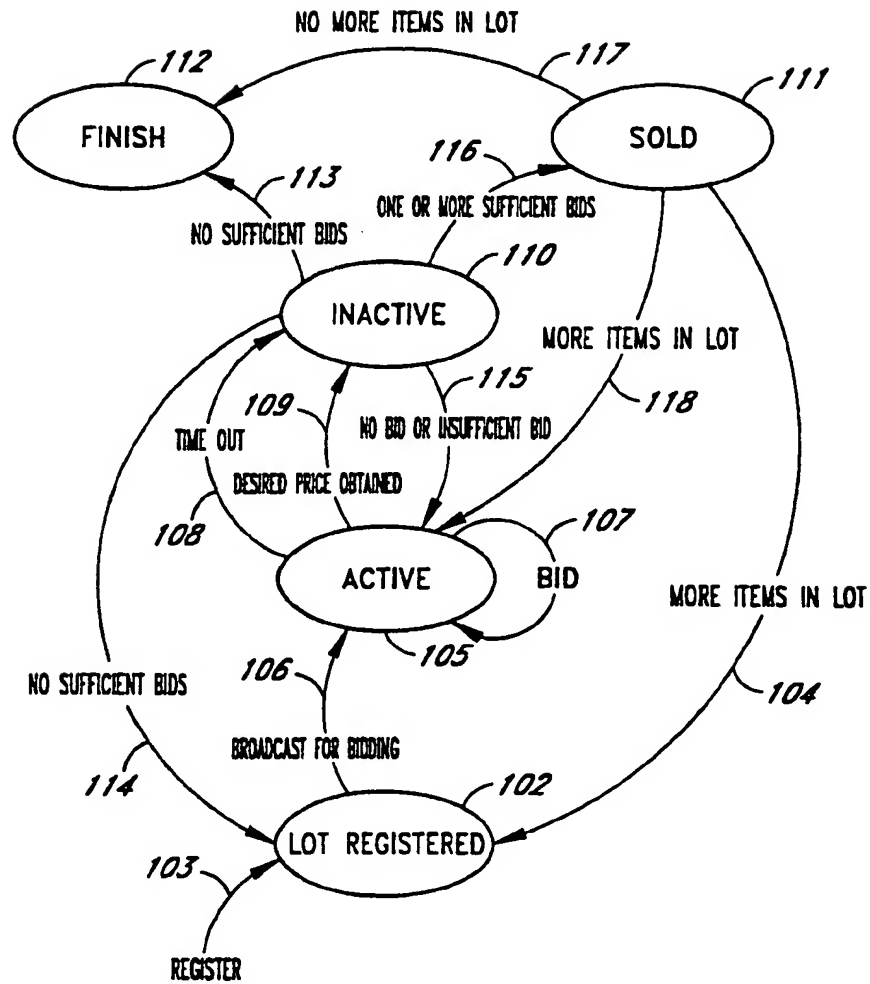 NO MORE ITEMS IN LOT
112
117
111
FINISH
SOLD
116
113
ONE OR MORE SUFFICIENT BIDS
NO SUFFICIENT BIDS
110
INACTIVE
MORE ITEMS IN LOT
115
118
109
TIME OUT
NO BID OR INSUFFICIENT BID
DESIRED PRICE OBTAINED
108
107
ACTIVE
BID
MORE ITEMS IN LOT
105
106
NO SUFFICIENT BIDS
104
BROADCAST FOR BIDDING
114
102
LOT REGISTERED
103
REGISTER